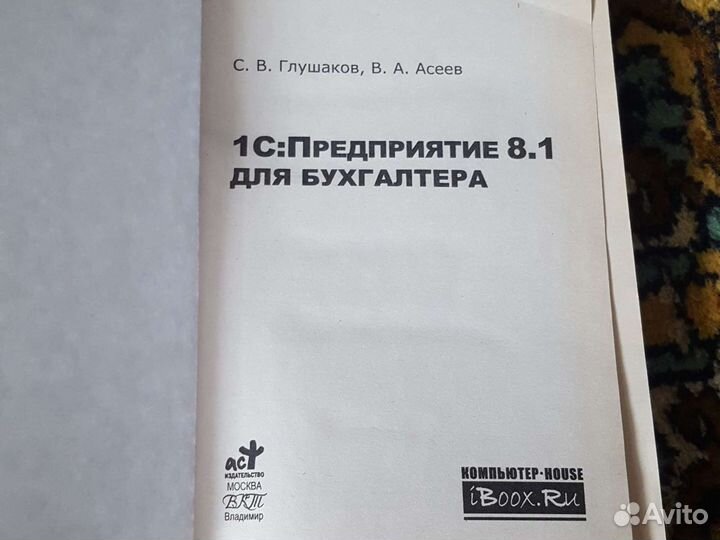 С. В. Глушаков, В. А. Асеев
1С:ПРЕДПРИЯТИЕ 8.1
ДЛЯ БУХГАЛТЕРА
аст
ИЗДАТЕЛЬСТВО
МОСКВА
ВКТ
Владимир
КОМПЬЮТЕР·HOUSE
iBOOX.RU
Avito